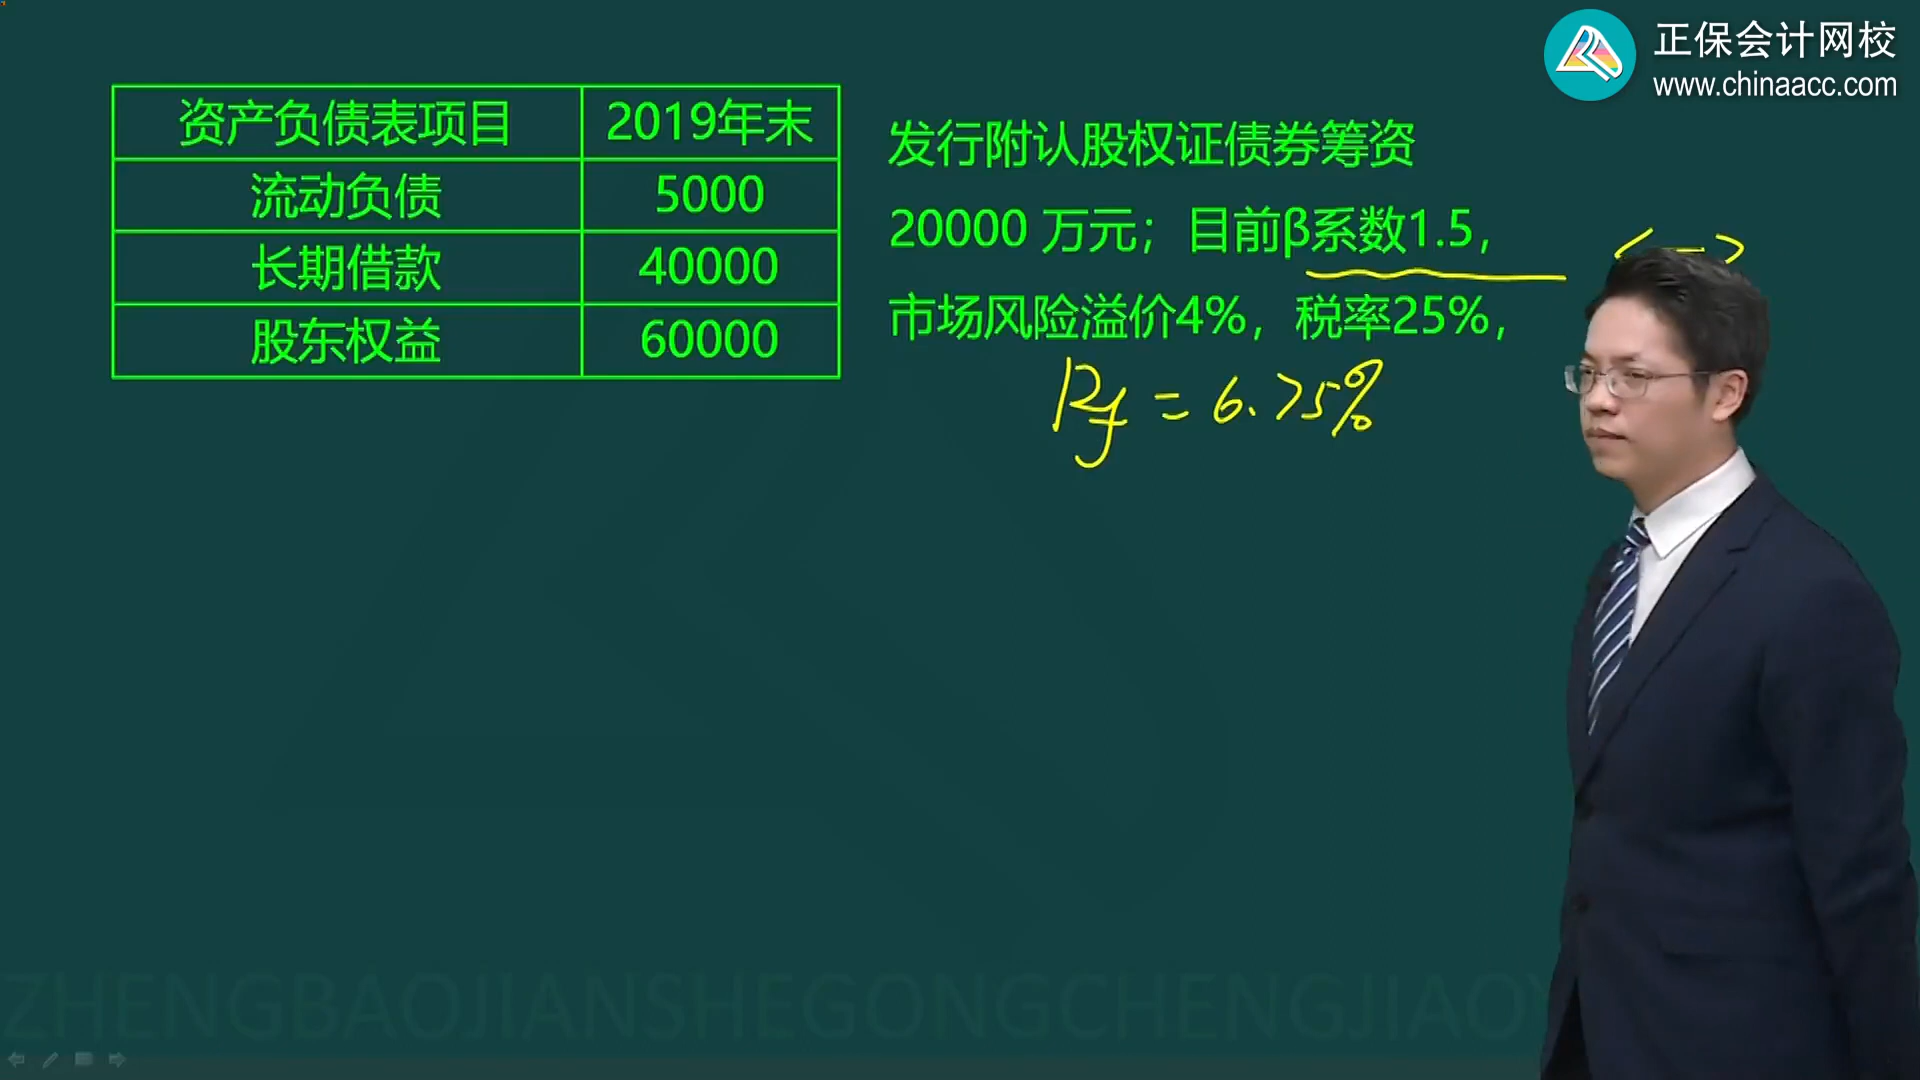 正保会计网校
www.chinaacc.com
资产负债表项目 2019年末
流动负债 5000
长期借款 40000
股东权益 60000
发行附认股权证债券筹资
20000 万元；目前β系数1.5，
市场风险溢价4%，税率25%，
Rf = 6.75%
ZHENGBAOJIANSHEGONGCHENGJIAOY